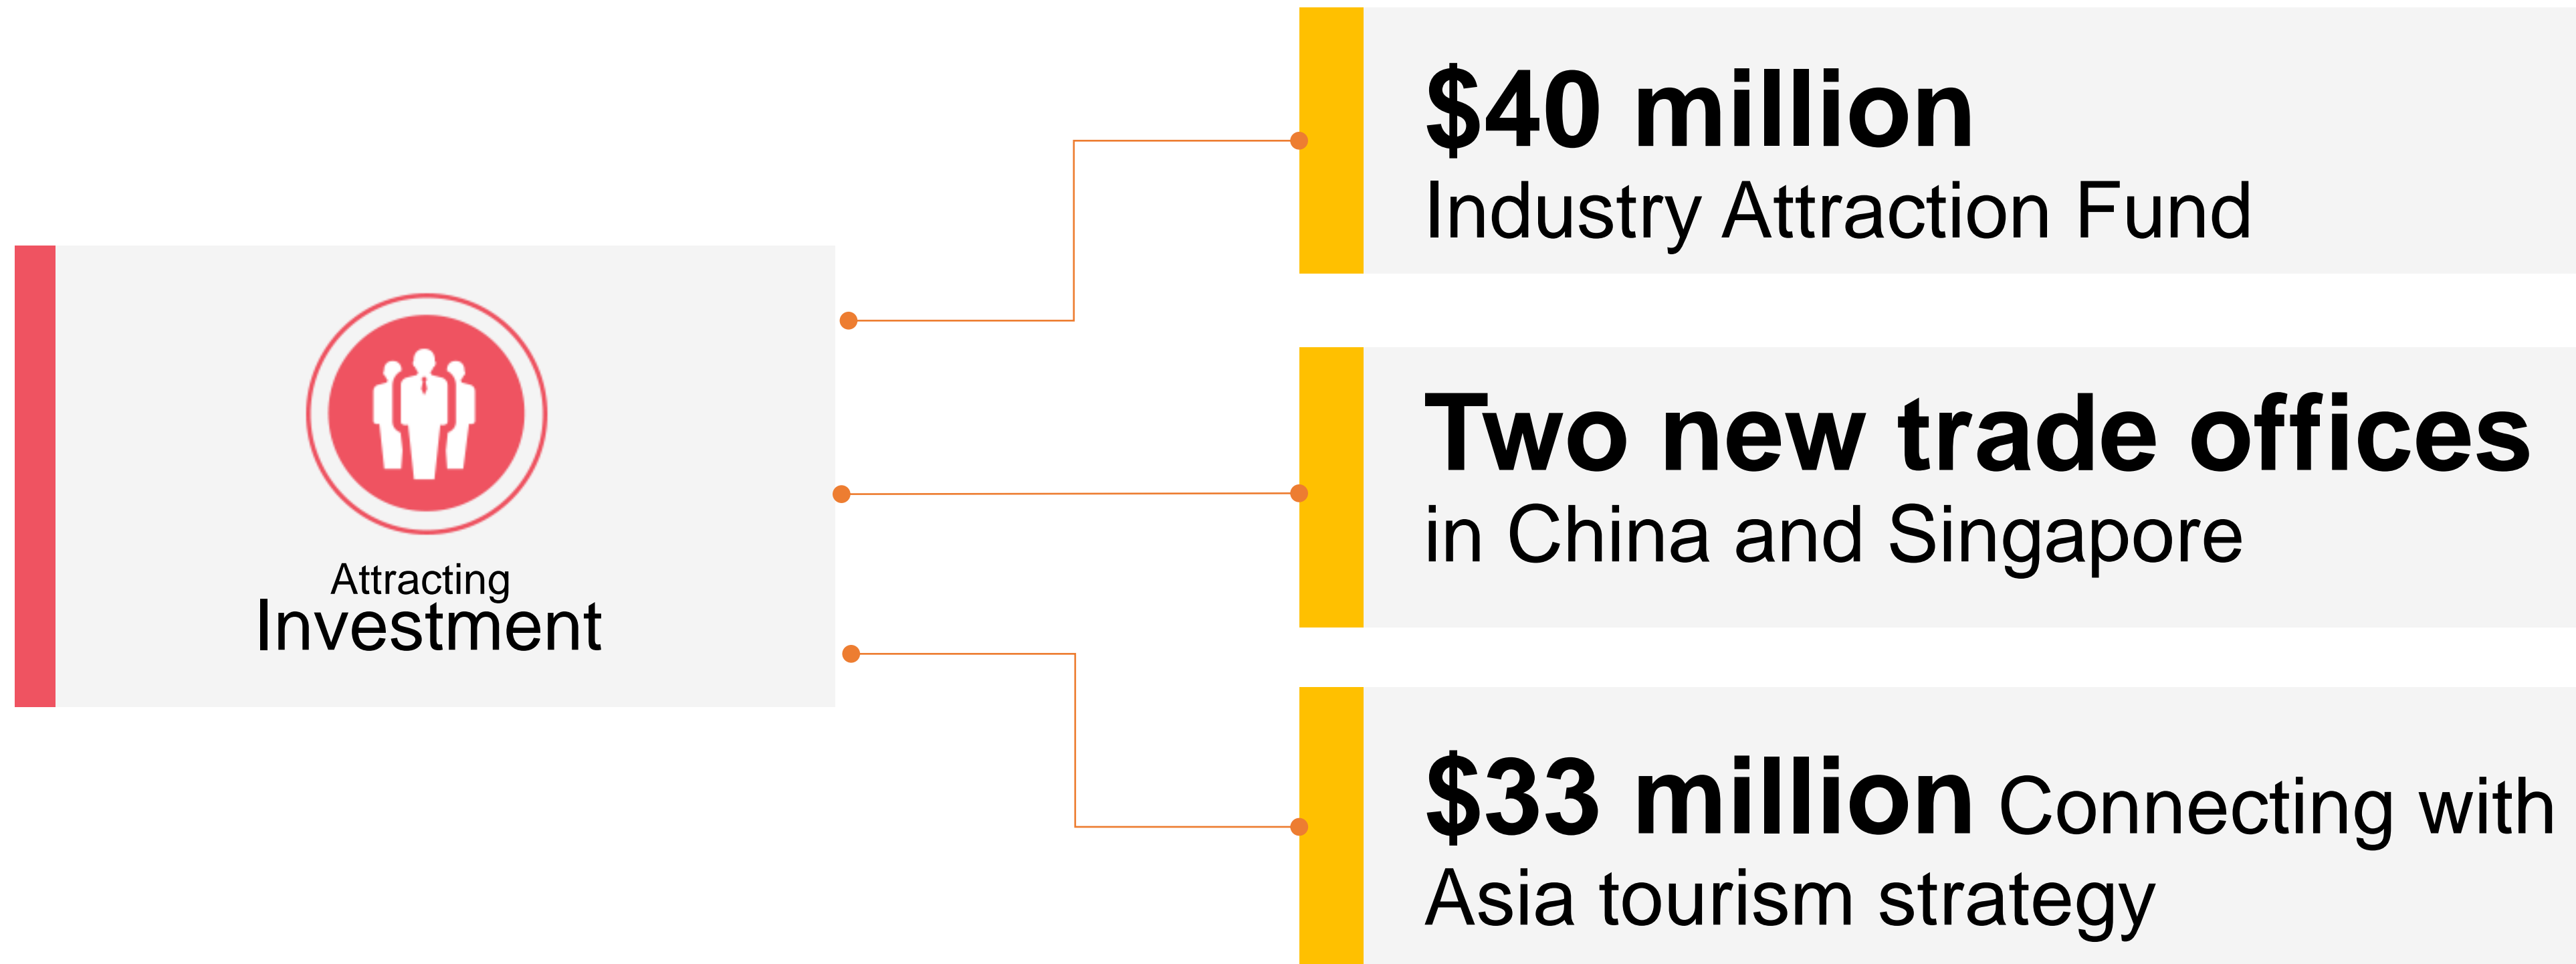 Attracting
Investment
$40 million
Industry Attraction Fund
Two new trade offices
in China and Singapore
$33 million Connecting with
Asia tourism strategy